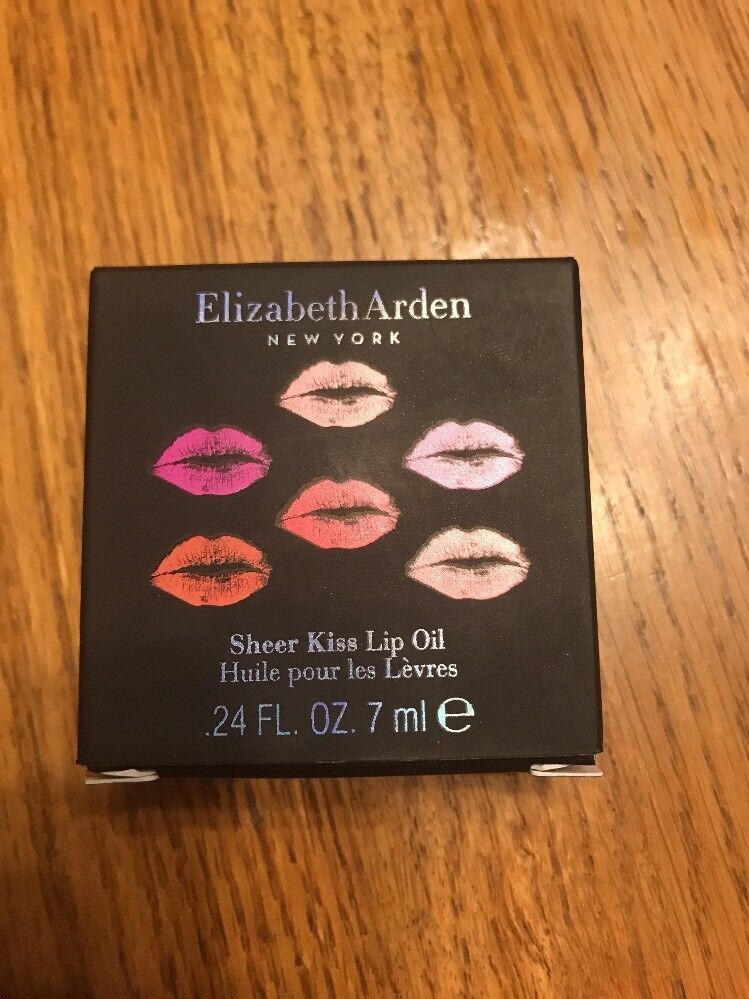 Elizabeth Arden
NEW YORK
Sheer Kiss Lip Oil
Huile pour les Lèvres
.24 FL. OZ. 7 ml ℮